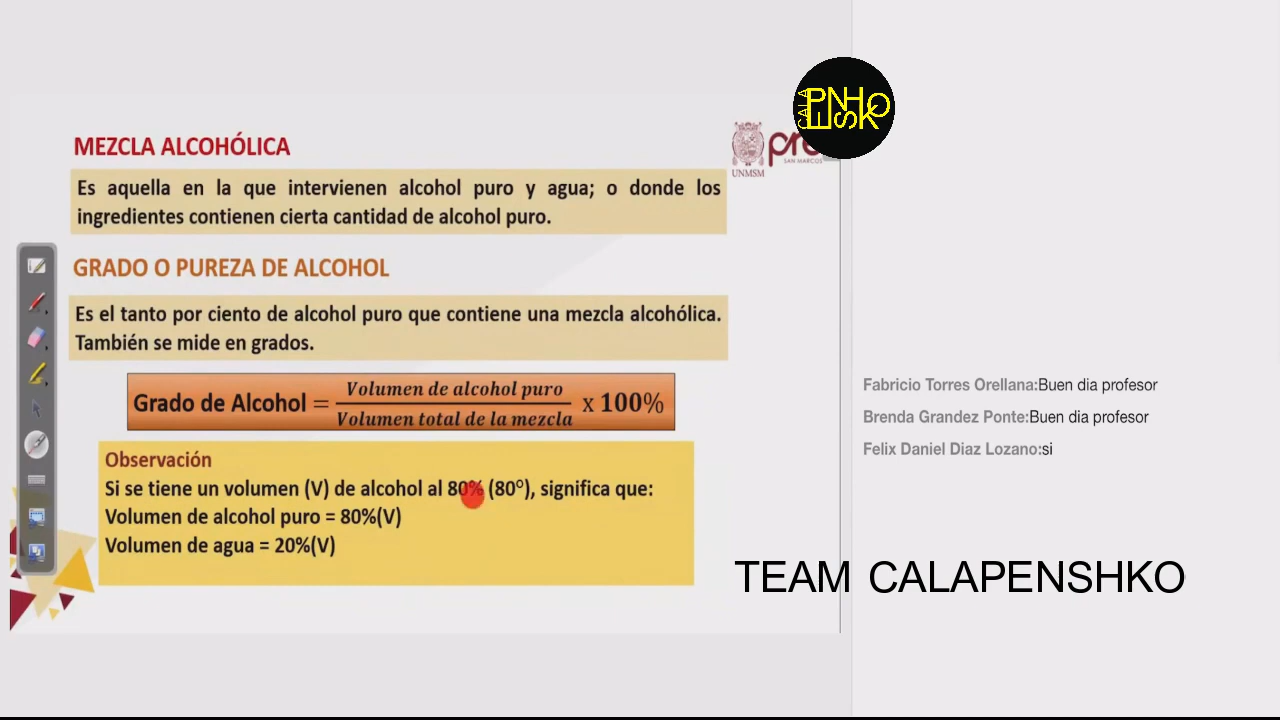 MEZCLA ALCOHÓLICA
Es aquella en la que intervienen alcohol puro y agua; o donde los
ingredientes contienen cierta cantidad de alcohol puro.
GRADO O PUREZA DE ALCOHOL
Es el tanto por ciento de alcohol puro que contiene una mezcla alcohólica.
También se mide en grados.
Grado de Alcohol = Volumen de alcohol puro / Volumen total de la mezcla x 100%
Observación
Si se tiene un volumen (V) de alcohol al 80% (80°), significa que:
Volumen de alcohol puro = 80%(V)
Volumen de agua = 20%(V)
UNMSM
pre
SAN MARCOS
CALA
PENSHKO
Fabricio Torres Orellana:Buen dia profesor
Brenda Grandez Ponte:Buen dia profesor
Felix Daniel Diaz Lozano:si
TEAM CALAPENSHKO